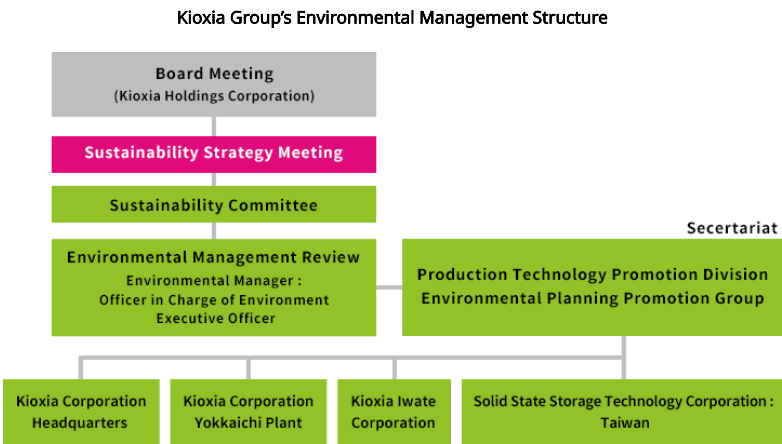 Kioxia Group’s Environmental Management Structure
Board Meeting
(Kioxia Holdings Corporation)
Sustainability Strategy Meeting
Sustainability Committee
Environmental Management Review
Environmental Manager :
Officer in Charge of Environment
Executive Officer
Secertariat
Production Technology Promotion Division
Environmental Planning Promotion Group
Kioxia Corporation
Headquarters
Kioxia Corporation
Yokkaichi Plant
Kioxia Iwate
Corporation
Solid State Storage Technology Corporation :
Taiwan